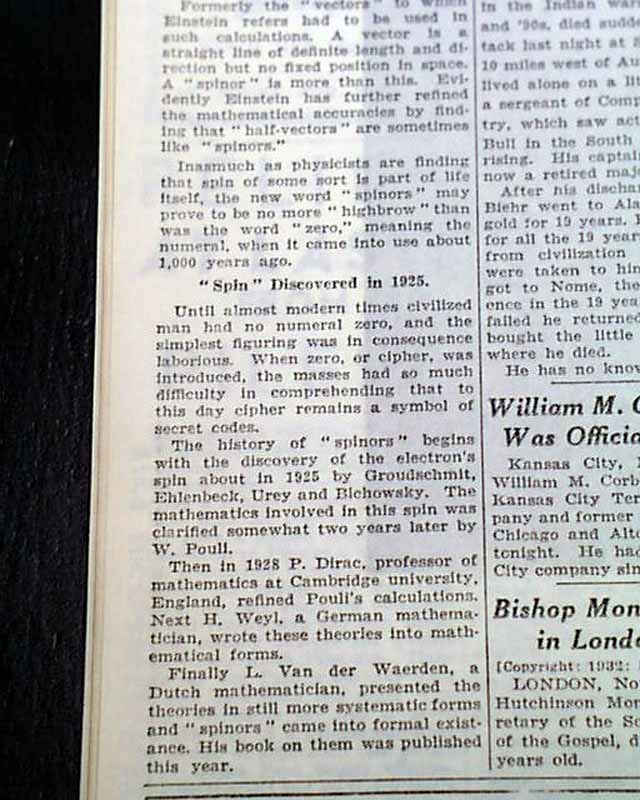 Formerly the "vectors" to which
Einstein refers had to be used in
such calculations. A vector is a
straight line of definite length and di-
rection but no fixed position in space.
A "spinor" is more than this. Evi-
dently Einstein has further refined
the mathematical accuracies by find-
ing that "half-vectors" are sometimes
like "spinors."
Inasmuch as physicists are finding
that spin of some sort is part of life
itself, the new word "spinors" may
prove to be no more "highbrow" than
was the word "zero," meaning the
numeral, when it came into use about
1,000 years ago.
"Spin" Discovered in 1925.
Until almost modern times civilized
man had no numeral zero, and the
simplest figuring was in consequence
laborious. When zero, or cipher, was
introduced, the masses had so much
difficulty in comprehending that to
this day cipher remains a symbol of
secret codes.
The history of "spinors" begins
with the discovery of the electron's
spin about in 1925 by Groudschmit,
Ehlenbeck, Urey and Bichowsky. The
mathematics involved in this spin was
clarified somewhat two years later by
W. Pouli.
Then in 1928 P. Dirac, professor of
mathematics at Cambridge university,
England, refined Pouli's calculations.
Next H. Weyl, a German mathema-
tician, wrote these theories into math-
ematical forms.
Finally L. Van der Waerden, a
Dutch mathematician, presented the
theories in still more systematic forms
and "spinors" came into formal exist-
ance. His book on them was published
this year.
in the Indian wars
and '90s, died sudd
tack last night at
10 miles west of Au
lived alone on a li
a sergeant of Com
try, which saw act
Bull in the South
rising. His captai
now a retired maj
After his discha
Biehr went to Ala
gold for 19 years.
for all the 19 year
from civilization
were taken to him
got to Nome, the
once in the 19 yea
failed he returned
bought the little
where he died.
He has no know
William M. C
Was Officia
Kansas City,
William M. Corb
Kansas City Ter
pany and former
Chicago and Alto
tonight. He had
City company sin
Bishop Mon
in Londo
[Copyright: 1932:
LONDON, No
Hutchinson Mon
retary of the So
of the Gospel, d
years old.